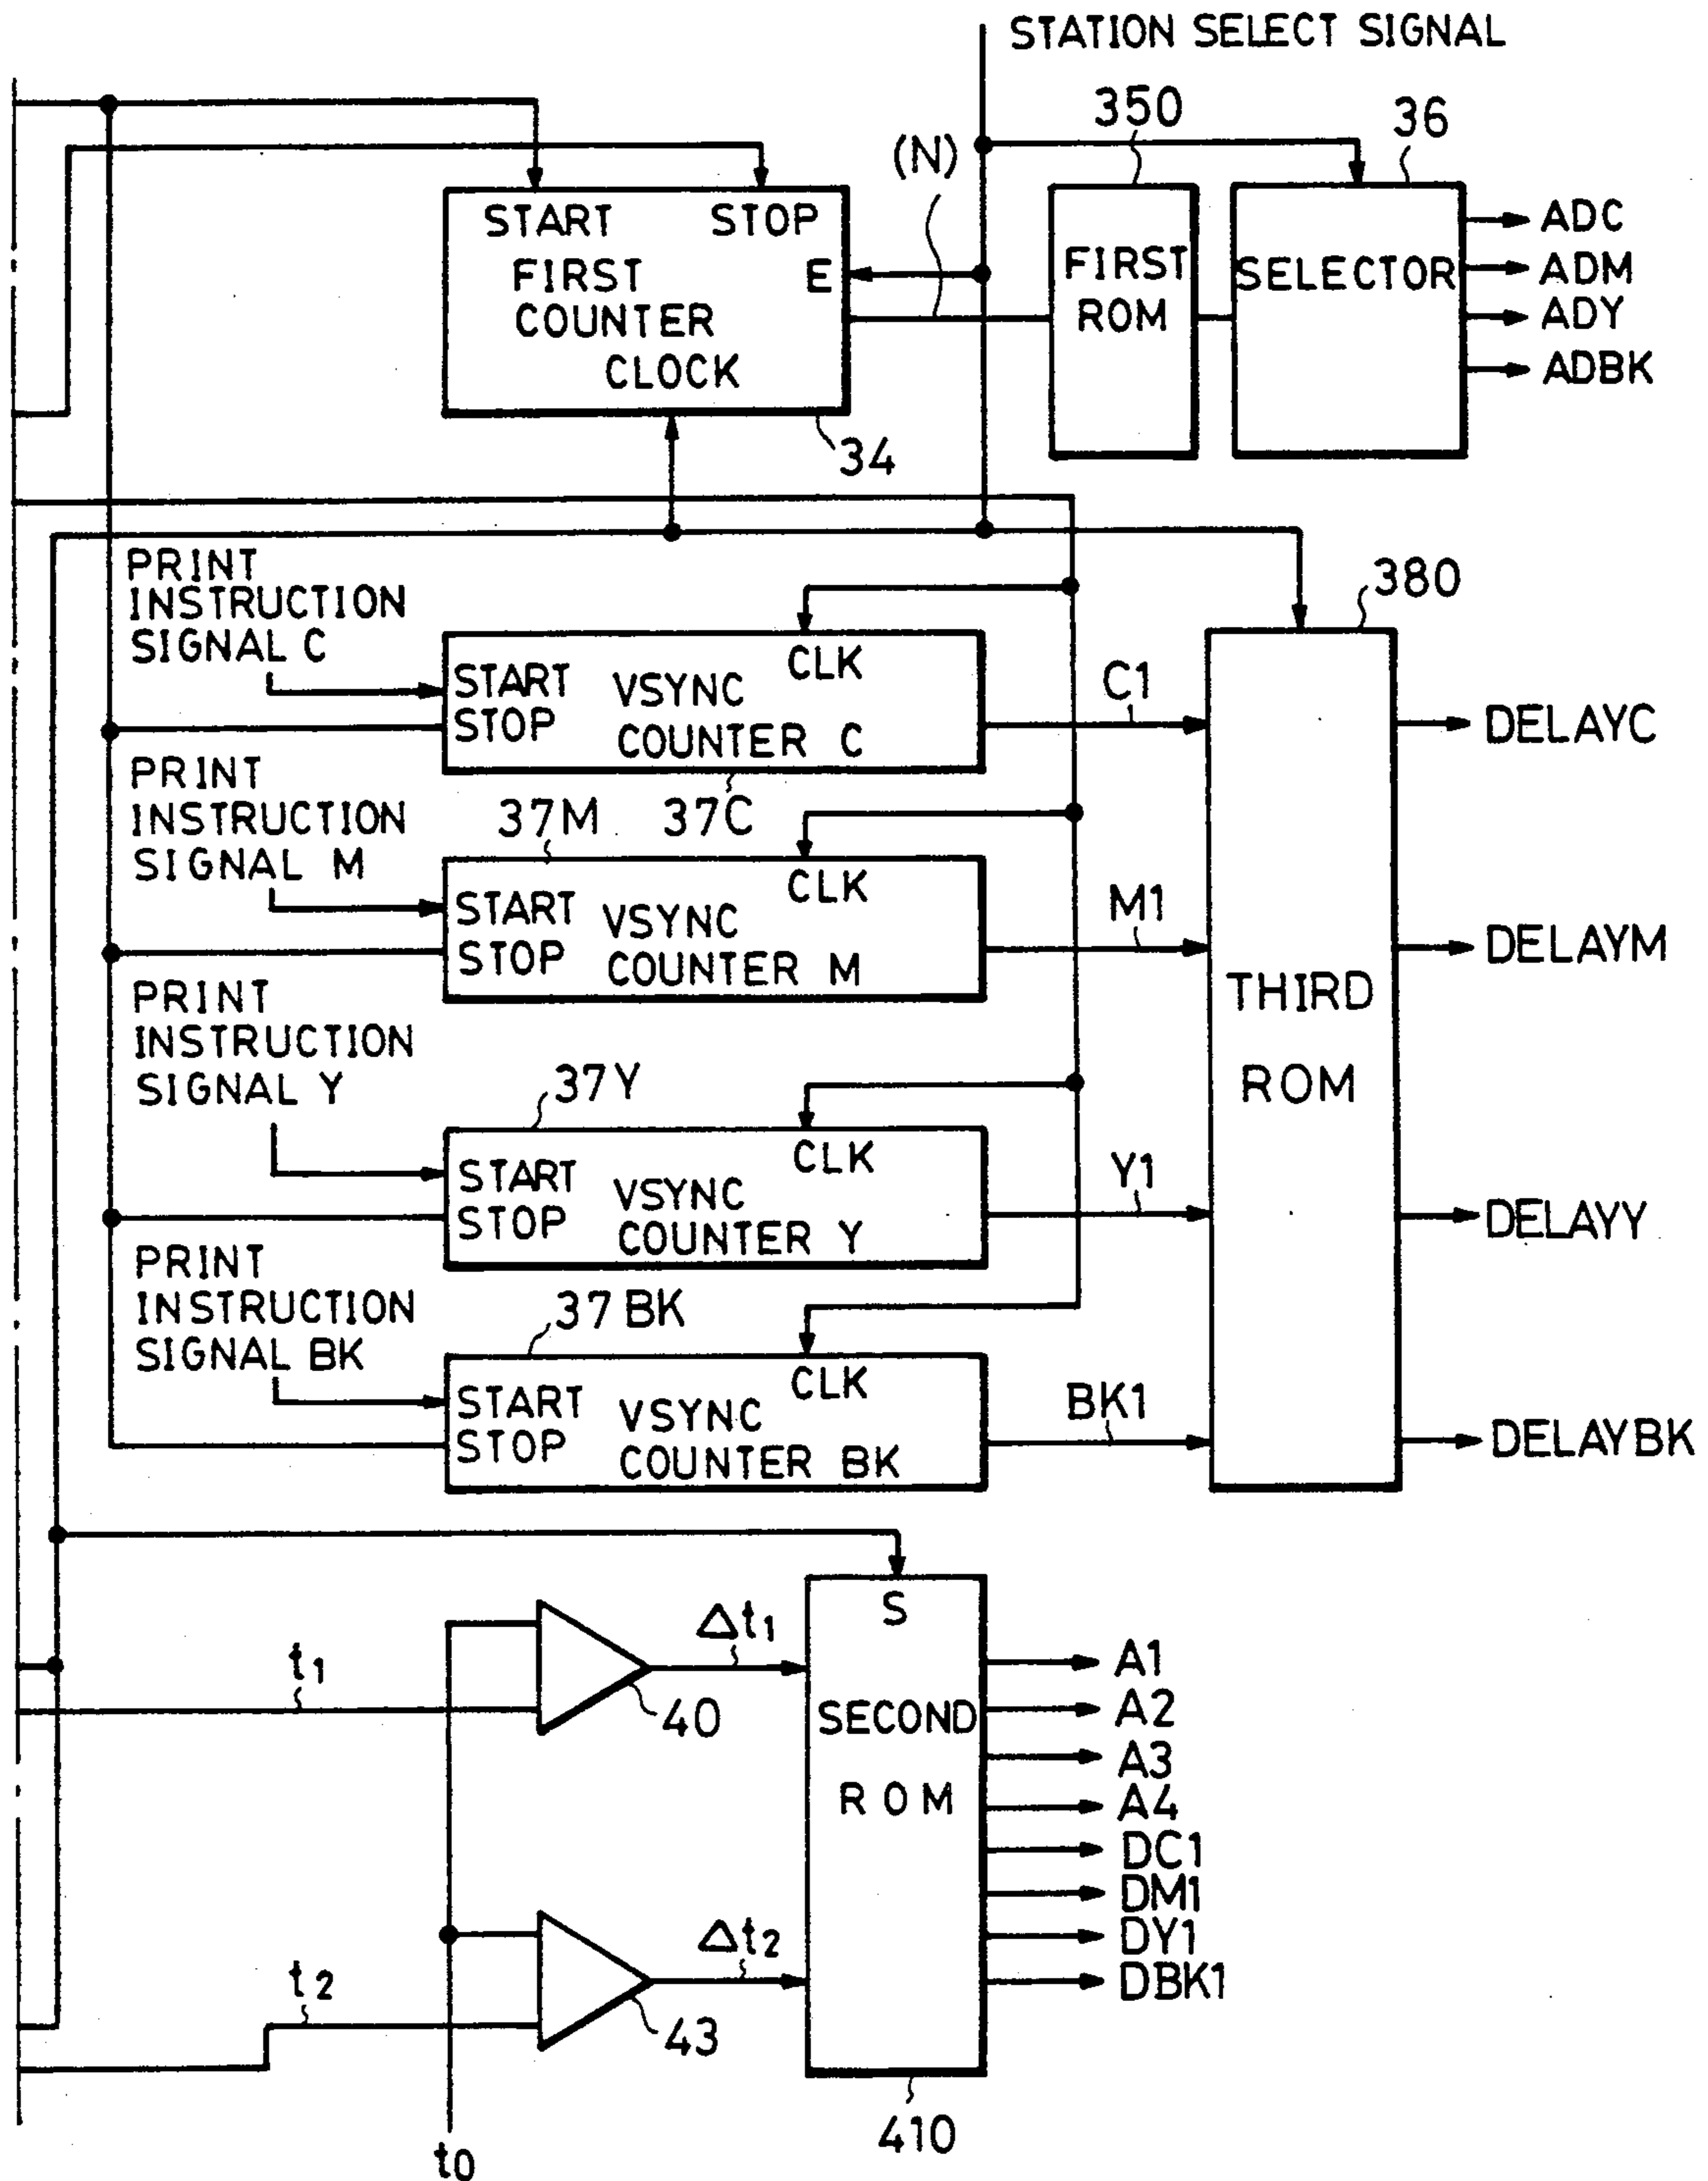 STATION SELECT SIGNAL
350
36
(N)
START STOP
E
FIRST
COUNTER
CLOCK
34
FIRST
ROM
SELECTOR
ADC
ADM
ADY
ADBK
PRINT
INSTRUCTION
SIGNAL C
START
STOP
VSYNC
COUNTER C
CLK
37C
C1
380
DELAYC
PRINT
INSTRUCTION
SIGNAL M
37M
START
STOP
VSYNC
COUNTER M
CLK
M1
DELAYM
THIRD
ROM
PRINT
INSTRUCTION
SIGNAL Y
37Y
START
STOP
VSYNC
COUNTER Y
CLK
Y1
DELAYY
PRINT
INSTRUCTION
SIGNAL BK
37BK
START
STOP
VSYNC
COUNTER BK
CLK
BK1
DELAYBK
t1
Δt1
40
S
SECOND
ROM
A1
A2
A3
A4
DC1
DM1
DY1
DBK1
t2
Δt2
43
410
t0